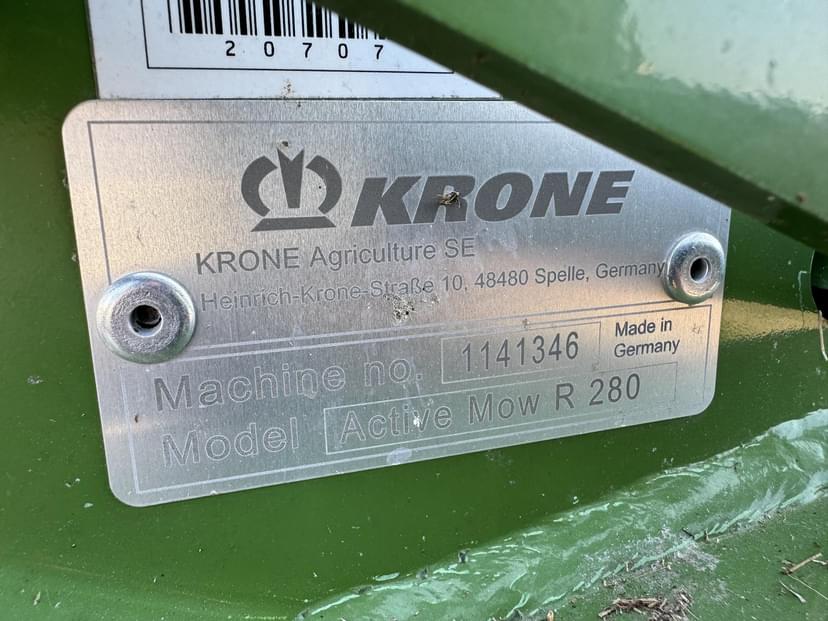 20707
KRONE
KRONE Agriculture SE
Heinrich-Krone-Straße 10, 48480 Spelle, Germany
Machine no. 1141346 Made in
Germany
Model Active Mow R 280